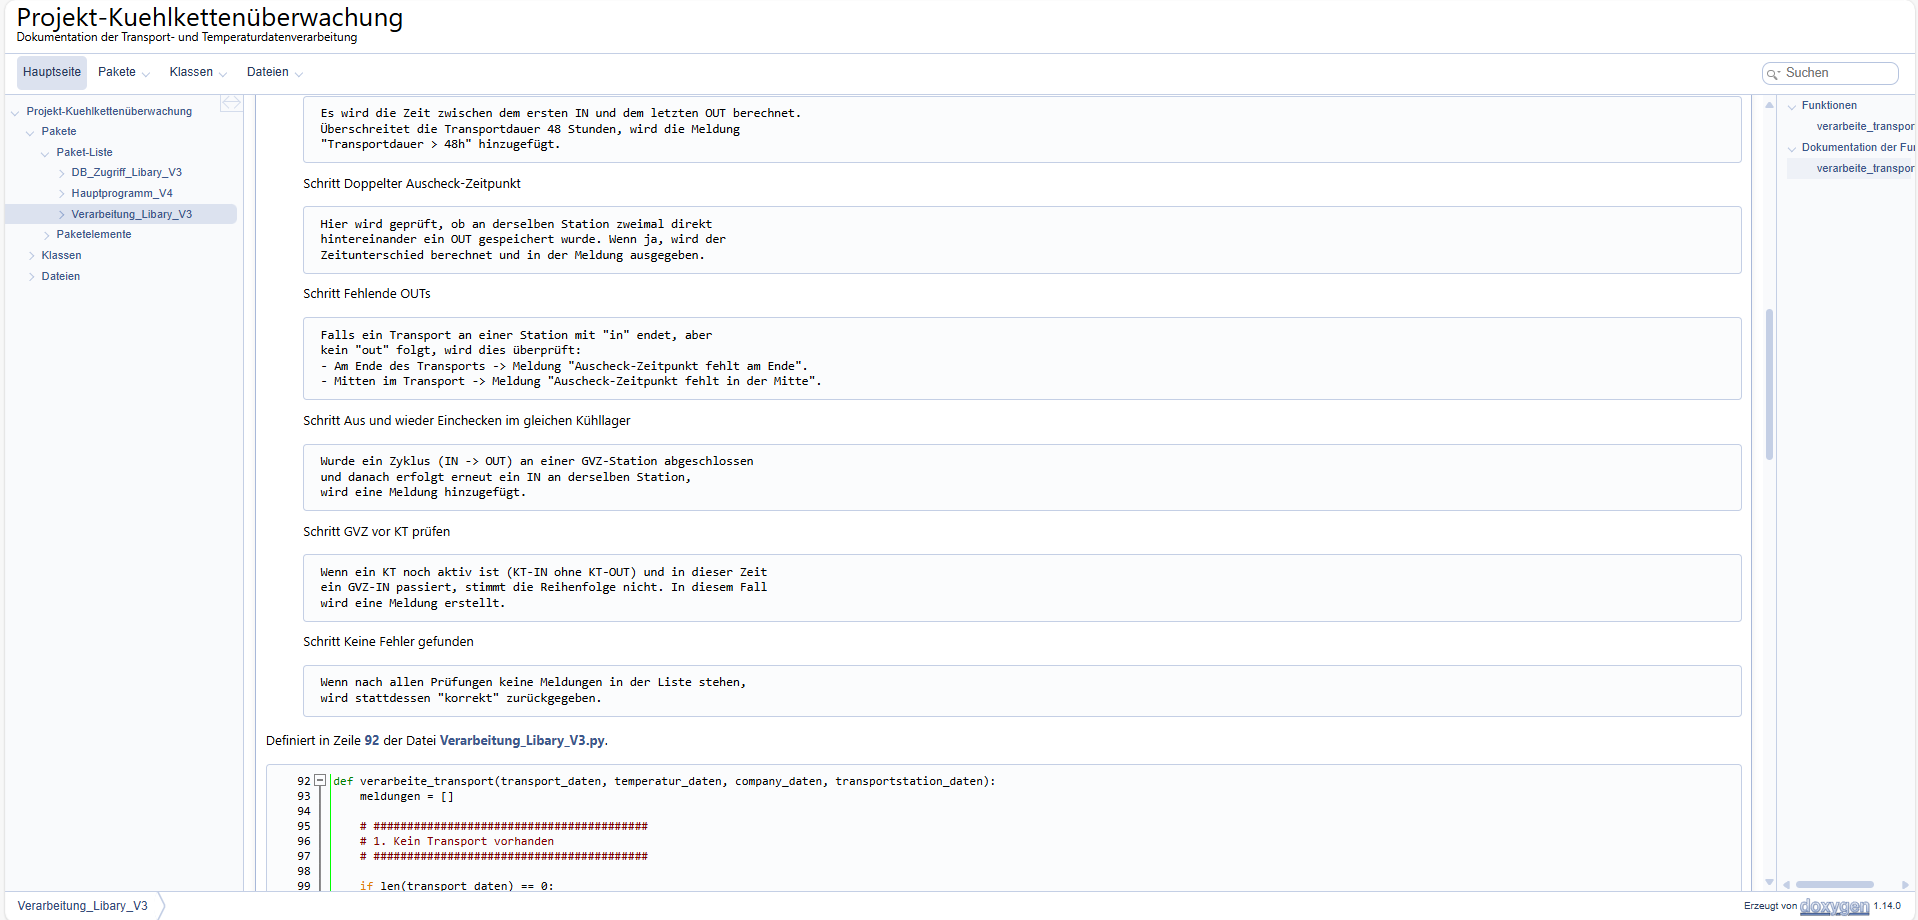 Projekt-Kuehlkettenüberwachung
Dokumentation der Transport- und Temperaturdatenverarbeitung
Hauptseite Pakete Klassen Dateien Suchen
Projekt-Kuehlkettenüberwachung
Pakete
Paket-Liste
DB_Zugriff_Libary_V3
Hauptprogramm_V4
Verarbeitung_Libary_V3
Paketelemente
Klassen
Dateien
Es wird die Zeit zwischen dem ersten IN und dem letzten OUT berechnet.
Überschreitet die Transportdauer 48 Stunden, wird die Meldung
"Transportdauer > 48h" hinzugefügt.
Schritt Doppelter Auscheck-Zeitpunkt
Hier wird geprüft, ob an derselben Station zweimal direkt
hintereinander ein OUT gespeichert wurde. Wenn ja, wird der
Zeitunterschied berechnet und in der Meldung ausgegeben.
Schritt Fehlende OUTs
Falls ein Transport an einer Station mit "in" endet, aber
kein "out" folgt, wird dies überprüft:
- Am Ende des Transports -> Meldung "Auscheck-Zeitpunkt fehlt am Ende".
- Mitten im Transport -> Meldung "Auscheck-Zeitpunkt fehlt in der Mitte".
Schritt Aus und wieder Einchecken im gleichen Kühllager
Wurde ein Zyklus (IN -> OUT) an einer GVZ-Station abgeschlossen
und danach erfolgt erneut ein IN an derselben Station,
wird eine Meldung hinzugefügt.
Schritt GVZ vor KT prüfen
Wenn ein KT noch aktiv ist (KT-IN ohne KT-OUT) und in dieser Zeit
ein GVZ-IN passiert, stimmt die Reihenfolge nicht. In diesem Fall
wird eine Meldung erstellt.
Schritt Keine Fehler gefunden
Wenn nach allen Prüfungen keine Meldungen in der Liste stehen,
wird stattdessen "korrekt" zurückgegeben.
Definiert in Zeile 92 der Datei Verarbeitung_Libary_V3.py.
92 def verarbeite_transport(transport_daten, temperatur_daten, company_daten, transportstation_daten):
93 meldungen = []
94
95 # #########################################
96 # 1. Kein Transport vorhanden
97 # #########################################
98
99 if len(transport_daten) == 0:
Funktionen
verarbeite_transpor
Dokumentation der Fu
verarbeite_transpor
Verarbeitung_Libary_V3
Erzeugt von doxygen 1.14.0